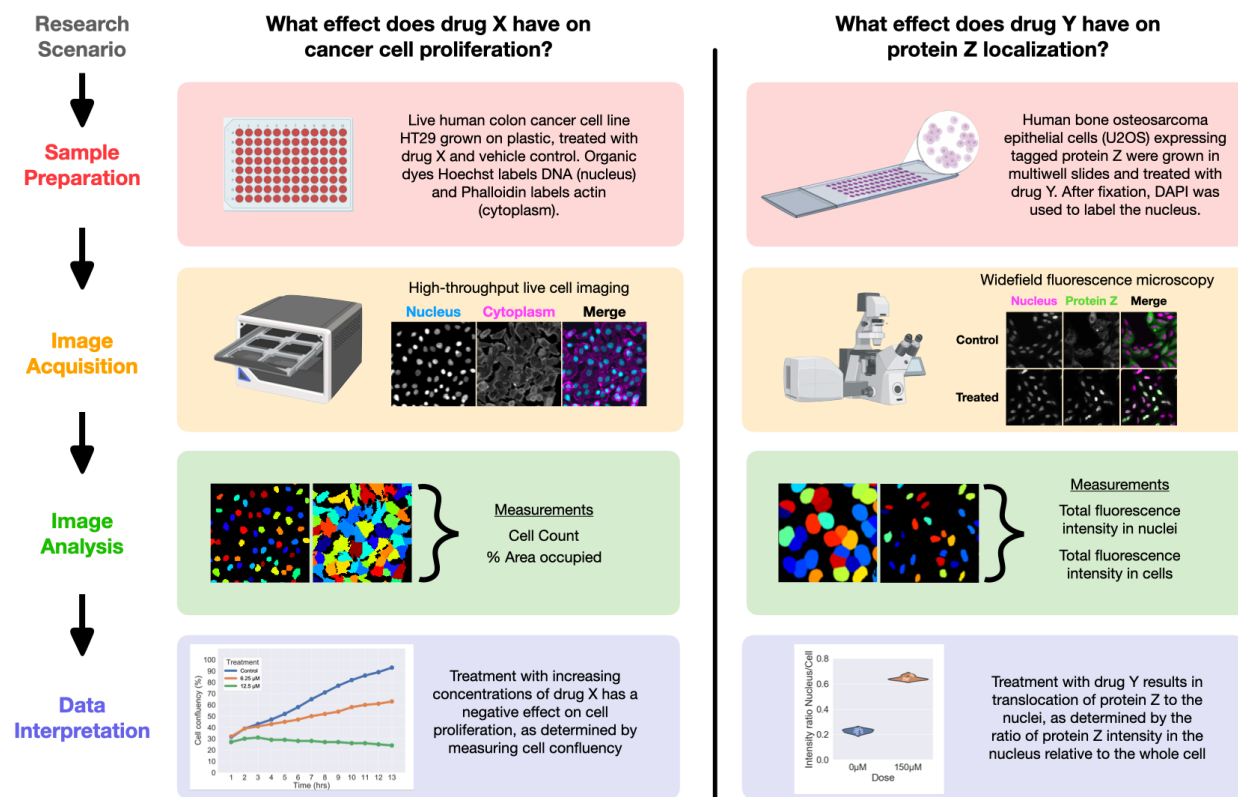 Research
Scenario
What effect does drug X have on
cancer cell proliferation?
What effect does drug Y have on
protein Z localization?
Sample
Preparation
Live human colon cancer cell line
HT29 grown on plastic, treated with
drug X and vehicle control. Organic
dyes Hoechst labels DNA (nucleus)
and Phalloidin labels actin
(cytoplasm).
Human bone osteosarcoma
epithelial cells (U2OS) expressing
tagged protein Z were grown in
multiwell slides and treated with
drug Y. After fixation, DAPI was
used to label the nucleus.
Image
Acquisition
High-throughput live cell imaging
Nucleus Cytoplasm Merge
Widefield fluorescence microscopy
Nucleus Protein Z Merge
Control
Treated
Image
Analysis
Measurements
Cell Count
% Area occupied
Measurements
Total fluorescence
intensity in nuclei
Total fluorescence
intensity in cells
Data
Interpretation
Cell confluency (%)
100
90
80
70
60
50
40
30
20
10
0
Treatment
Control
6.25 µM
12.5 µM
1 2 3 4 5 6 7 8 9 10 11 12 13
Time (hrs)
Treatment with increasing
concentrations of drug X has a
negative effect on cell
proliferation, as determined by
measuring cell confluency
Intensity ratio Nucleus/Cell
0.8
0.6
0.4
0.2
0.0
0µM 150µM
Dose
Treatment with drug Y results in
translocation of protein Z to the
nuclei, as determined by the
ratio of protein Z intensity in the
nucleus relative to the whole cell